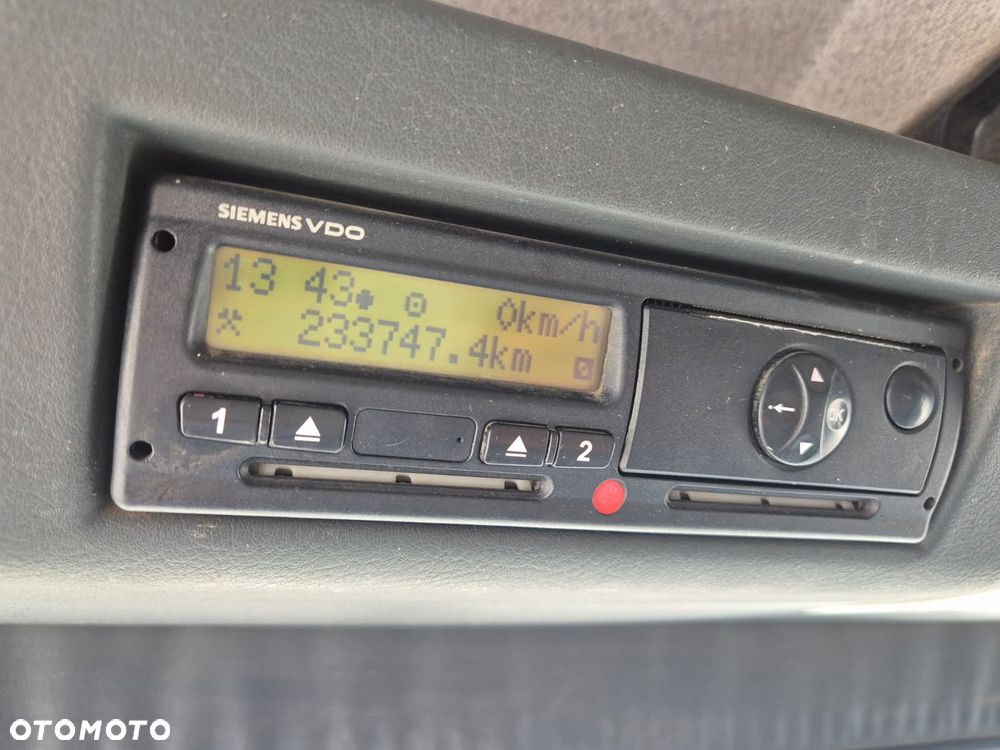 SIEMENS VDO
13 43 0km/h
233747.4km
1 2
OK
OTOMOTO